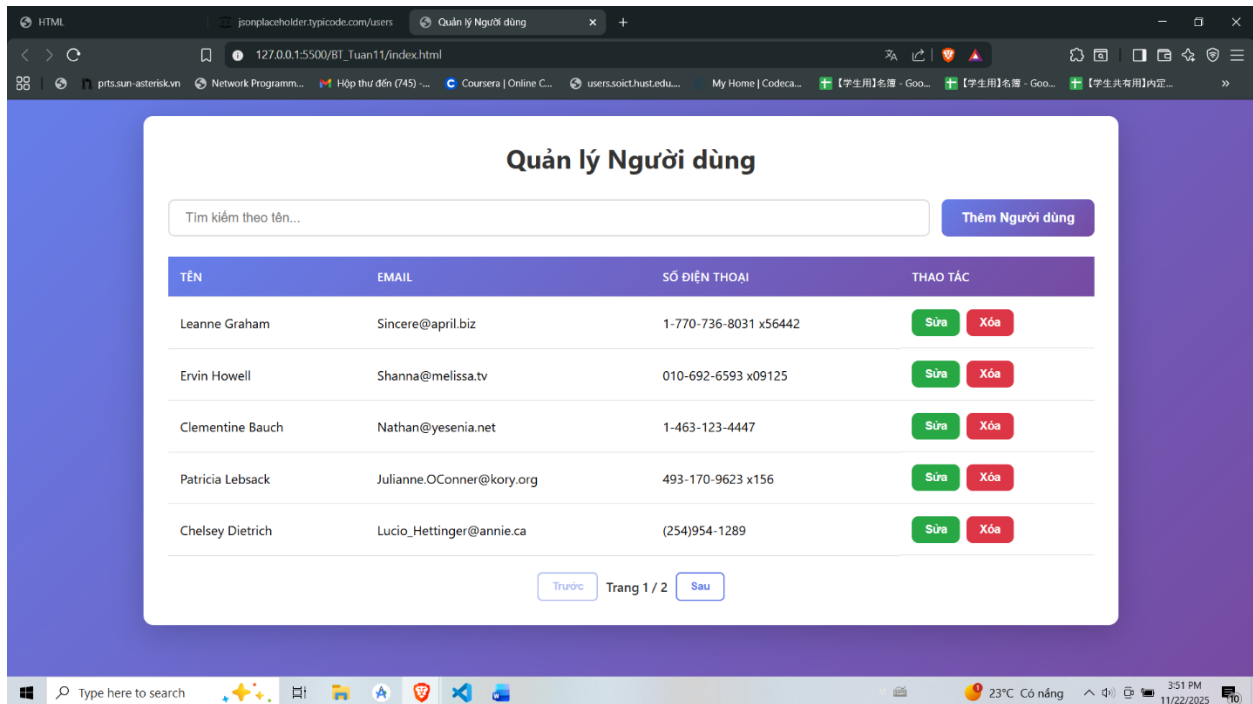 HTML jsonplaceholder.typicode.com/users Quản lý Người dùng
127.0.0.1:5500/BT_Tuan11/index.html
prts.sun-asterisk.vn Network Programm... Hộp thư đến (745) -... Coursera | Online C... users.soict.hust.edu.... My Home | Codeca... 【学生用】名簿 - Goo... 【学生用】名簿 - Goo... 【学生共有用】内定... »
Quản lý Người dùng
Tìm kiếm theo tên... Thêm Người dùng
TÊN EMAIL SỐ ĐIỆN THOẠI THAO TÁC
Leanne Graham Sincere@april.biz 1-770-736-8031 x56442 Sửa Xóa
Ervin Howell Shanna@melissa.tv 010-692-6593 x09125 Sửa Xóa
Clementine Bauch Nathan@yesenia.net 1-463-123-4447 Sửa Xóa
Patricia Lebsack Julianne.OConner@kory.org 493-170-9623 x156 Sửa Xóa
Chelsey Dietrich Lucio_Hettinger@annie.ca (254)954-1289 Sửa Xóa
Trước Trang 1 / 2 Sau
Type here to search 23°C Có nắng 3:51 PM
11/22/2025 10